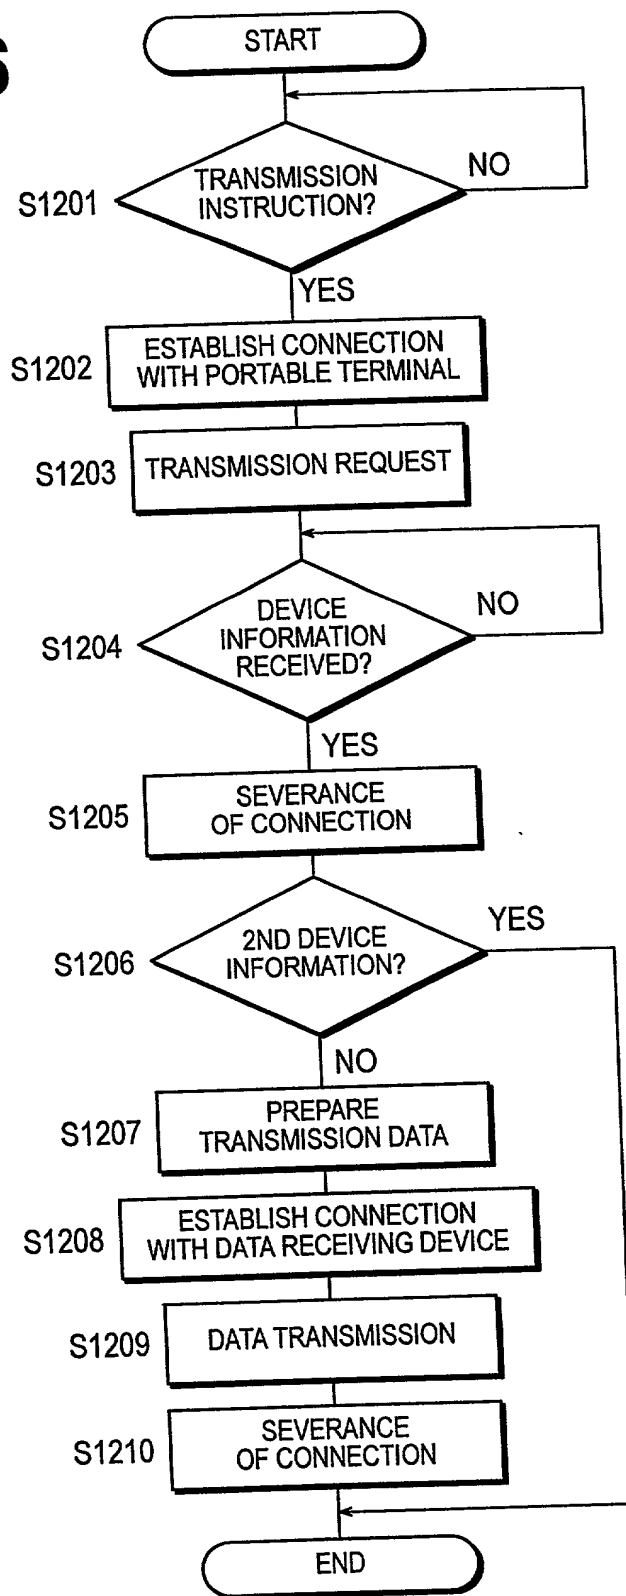 START
TRANSMISSION
INSTRUCTION?
NO
S1201
YES
S1202
ESTABLISH CONNECTION
WITH PORTABLE TERMINAL
S1203
TRANSMISSION REQUEST
DEVICE
INFORMATION
RECEIVED?
NO
S1204
YES
S1205
SEVERANCE
OF CONNECTION
2ND DEVICE
INFORMATION?
YES
S1206
NO
S1207
PREPARE
TRANSMISSION DATA
S1208
ESTABLISH CONNECTION
WITH DATA RECEIVING DEVICE
S1209
DATA TRANSMISSION
S1210
SEVERANCE
OF CONNECTION
END